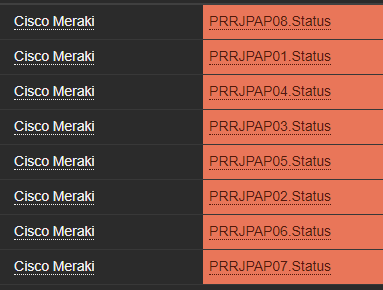 Cisco Meraki PRRJPAP08.Status
Cisco Meraki PRRJPAP01.Status
Cisco Meraki PRRJPAP04.Status
Cisco Meraki PRRJPAP03.Status
Cisco Meraki PRRJPAP05.Status
Cisco Meraki PRRJPAP02.Status
Cisco Meraki PRRJPAP06.Status
Cisco Meraki PRRJPAP07.Status